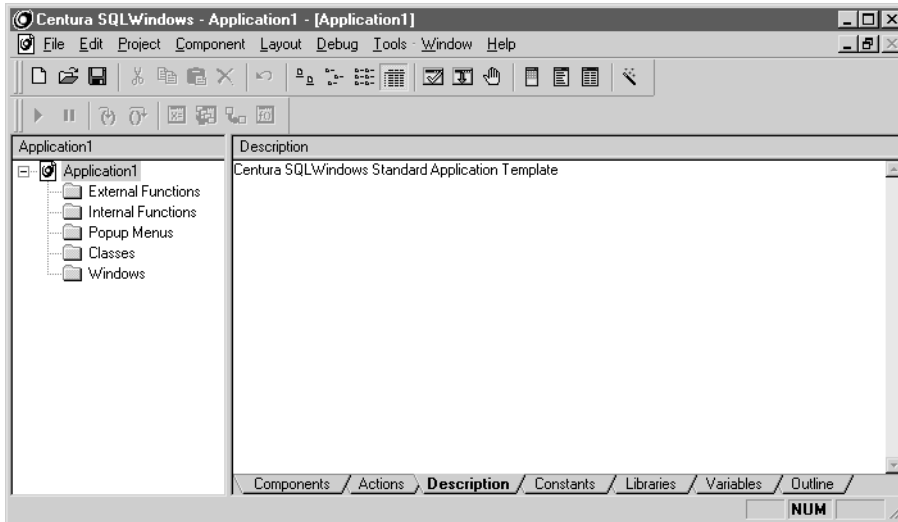 Centura SQLWindows - Application1 - [Application1]
File Edit Project Component Layout Debug Tools Window Help
Application1
Description
Application1
External Functions
Internal Functions
Popup Menus
Classes
Windows
Centura SQLWindows Standard Application Template
Components Actions Description Constants Libraries Variables Outline
NUM